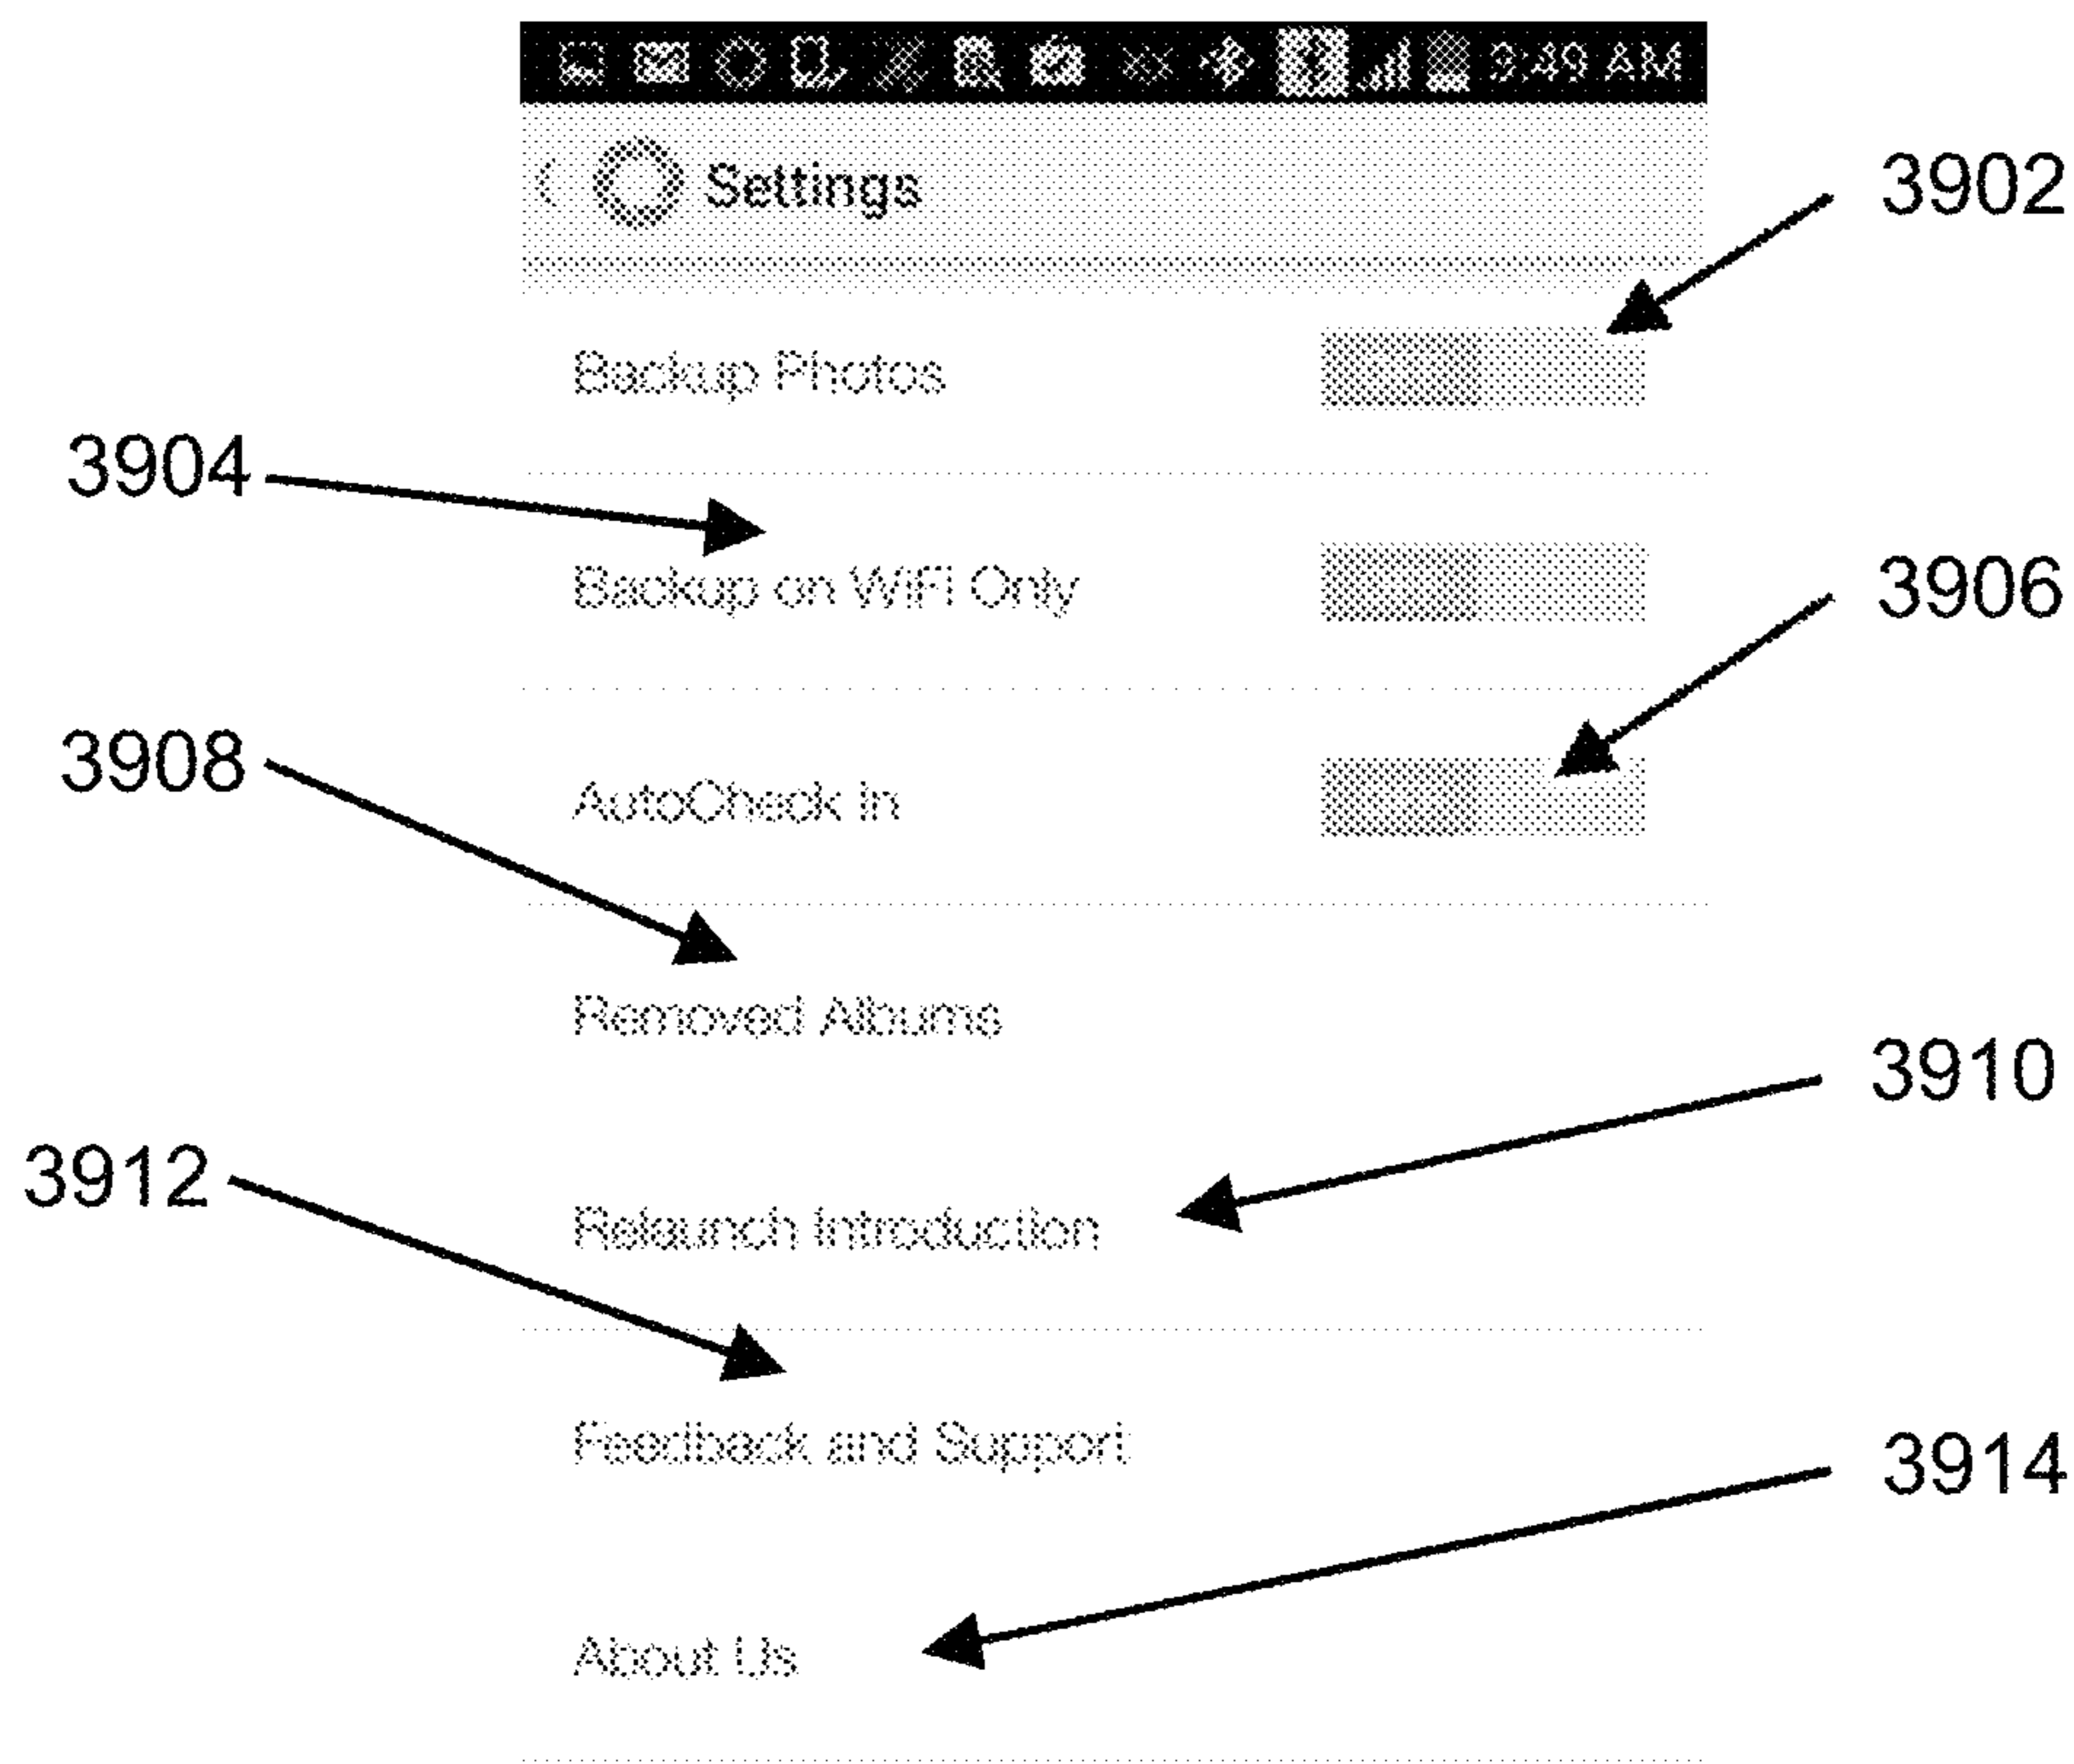 9:49 AM
Settings
3902
Backup Photos
3904
Backup on WiFi Only
3906
3908
AutoCheck In
Removed Albums
3910
3912
Relaunch Introduction
Feedback and Support
3914
About Us